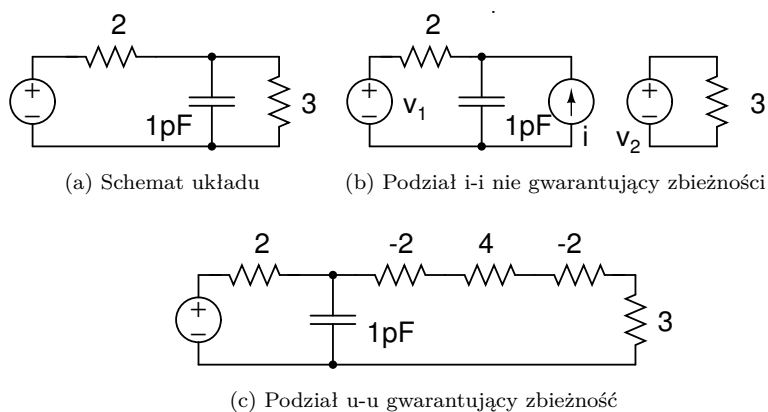 2
2
+
−
1pF
3
+
−
v1
1pF
i
+
−
v2
3
(a) Schemat układu
(b) Podział i-i nie gwarantujący zbieżności
2
-2
4
-2
+
−
1pF
3
(c) Podział u-u gwarantujący zbieżność